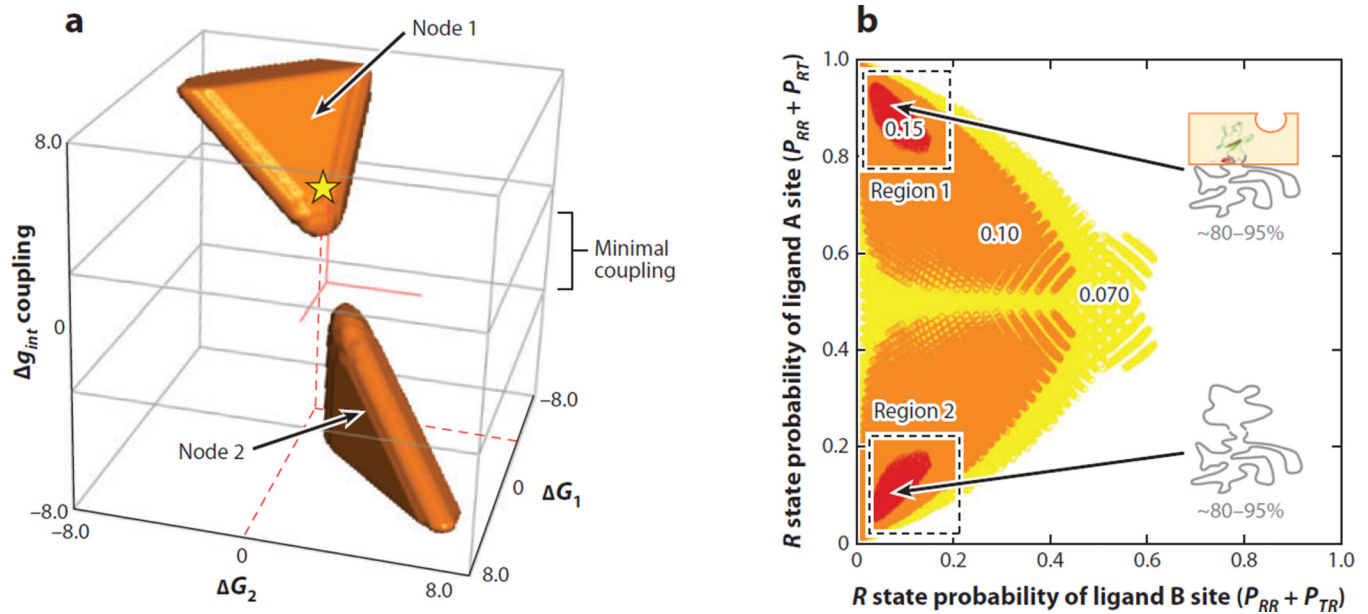 a
Node 1
8.0
Δg_int coupling
Minimal
coupling
0
-8.0
Node 2
0
ΔG₁
-8.0
-8.0
0
ΔG₂
8.0
8.0
b
R state probability of ligand A site (P_RR + P_RT)
1.0
0.8
0.6
0.4
0.2
0
0.15
Region 1
0.10
0.070
Region 2
~80–95%
~80–95%
0
0.2
0.4
0.6
0.8
1.0
R state probability of ligand B site (P_RR + P_TR)